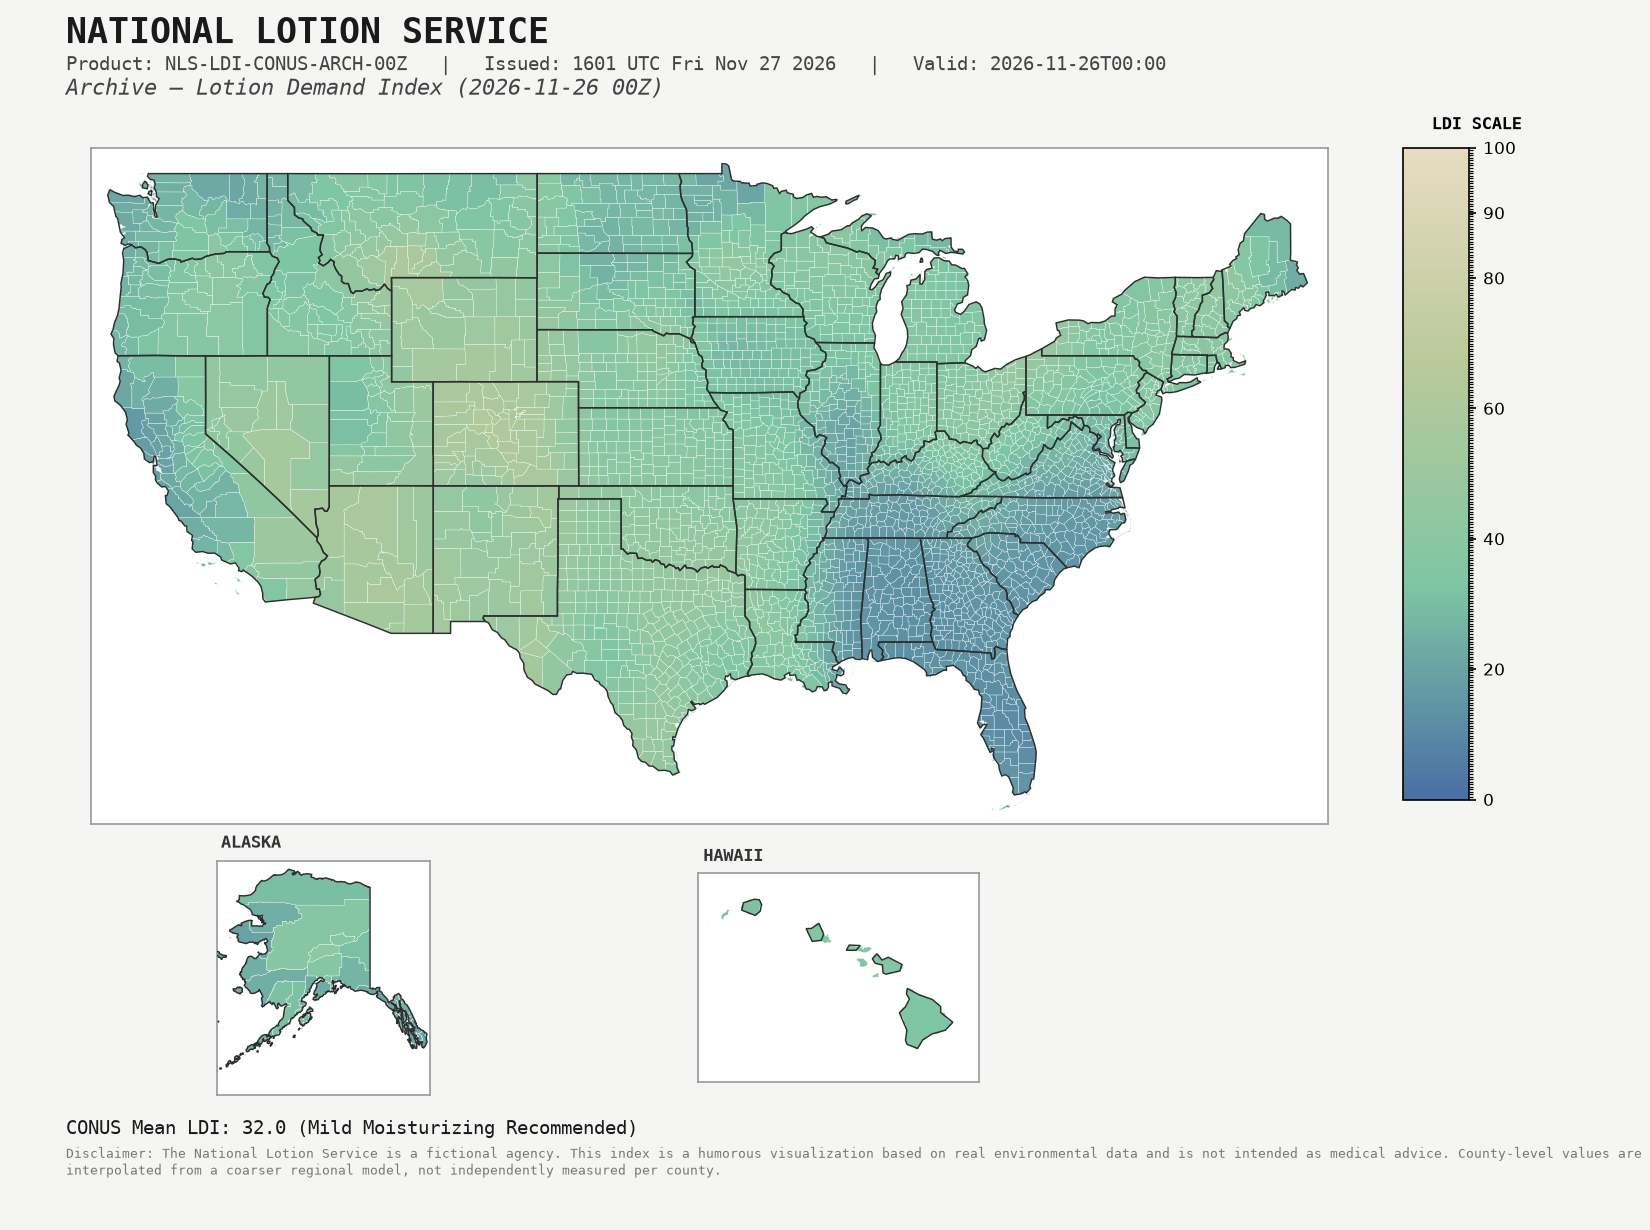 NATIONAL LOTION SERVICE
Product: NLS-LDI-CONUS-ARCH-00Z | Issued: 1601 UTC Fri Nov 27 2026 | Valid: 2026-11-26T00:00
Archive — Lotion Demand Index (2026-11-26 00Z)
LDI SCALE
100
90
80
70
60
50
40
30
20
10
0
ALASKA
HAWAII
CONUS Mean LDI: 32.0 (Mild Moisturizing Recommended)
Disclaimer: The National Lotion Service is a fictional agency. This index is a humorous visualization based on real environmental data and is not intended as medical advice. County-level values are
interpolated from a coarser regional model, not independently measured per county.